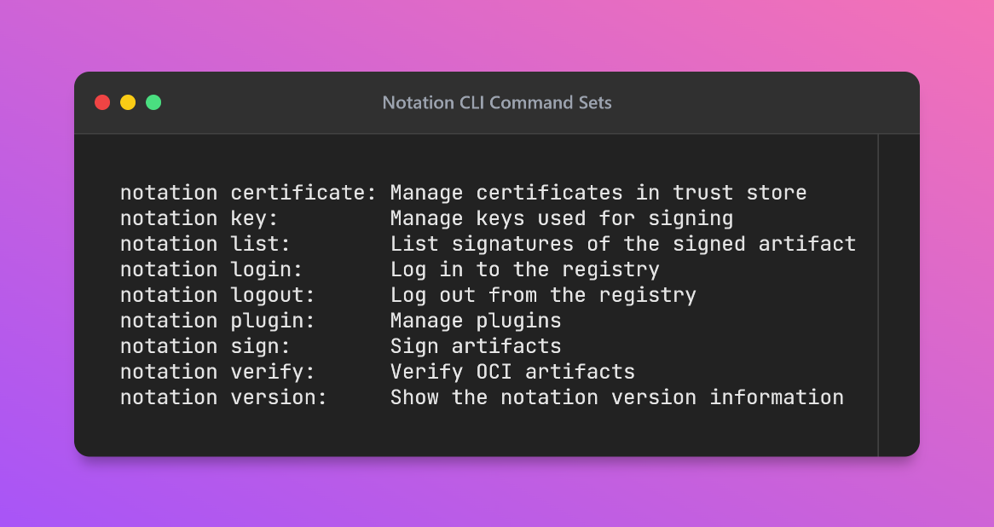 Notation CLI Command Sets
notation certificate: Manage certificates in trust store
notation key: Manage keys used for signing
notation list: List signatures of the signed artifact
notation login: Log in to the registry
notation logout: Log out from the registry
notation plugin: Manage plugins
notation sign: Sign artifacts
notation verify: Verify OCI artifacts
notation version: Show the notation version information